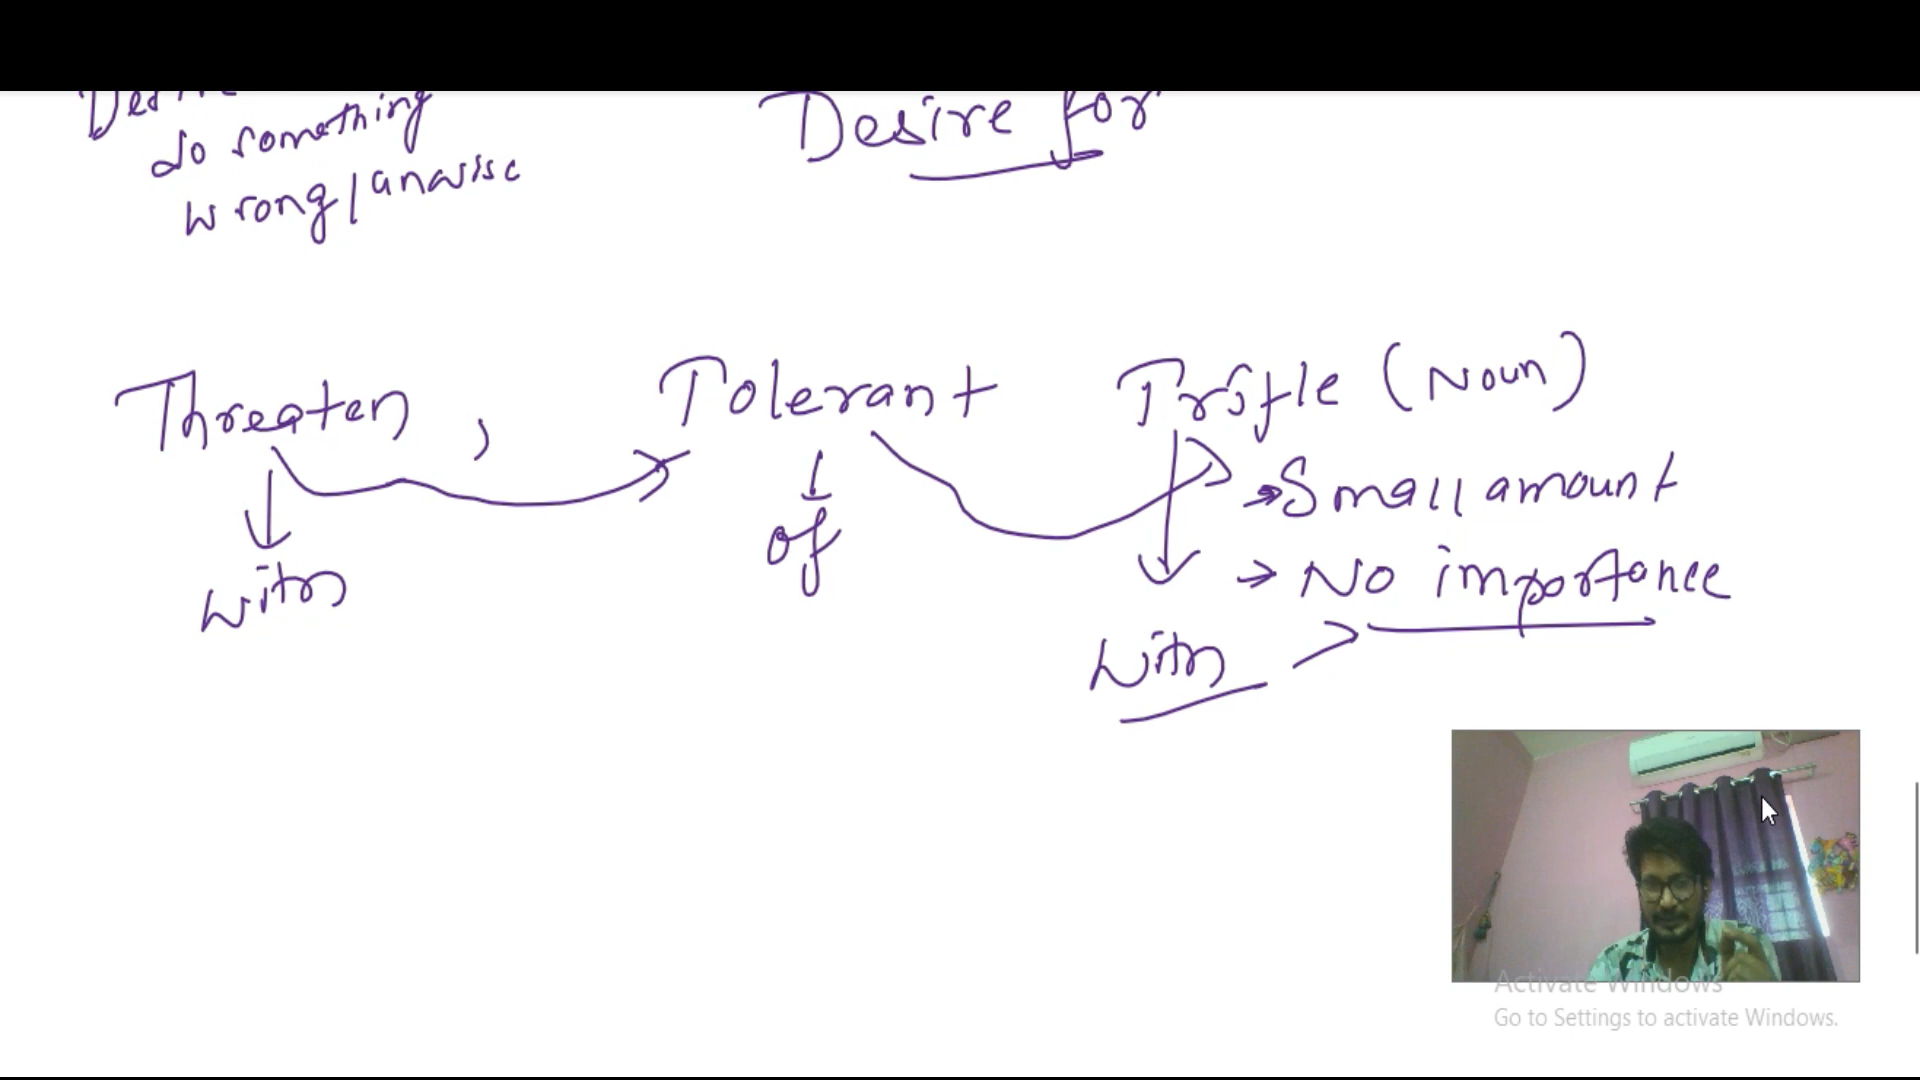 Desire for
do something
wrong/unwise
Threaten, Tolerant Trifle (Noun)
→ Small amount
→ No importance
with of
with
Activate Windows
Go to Settings to activate Windows.